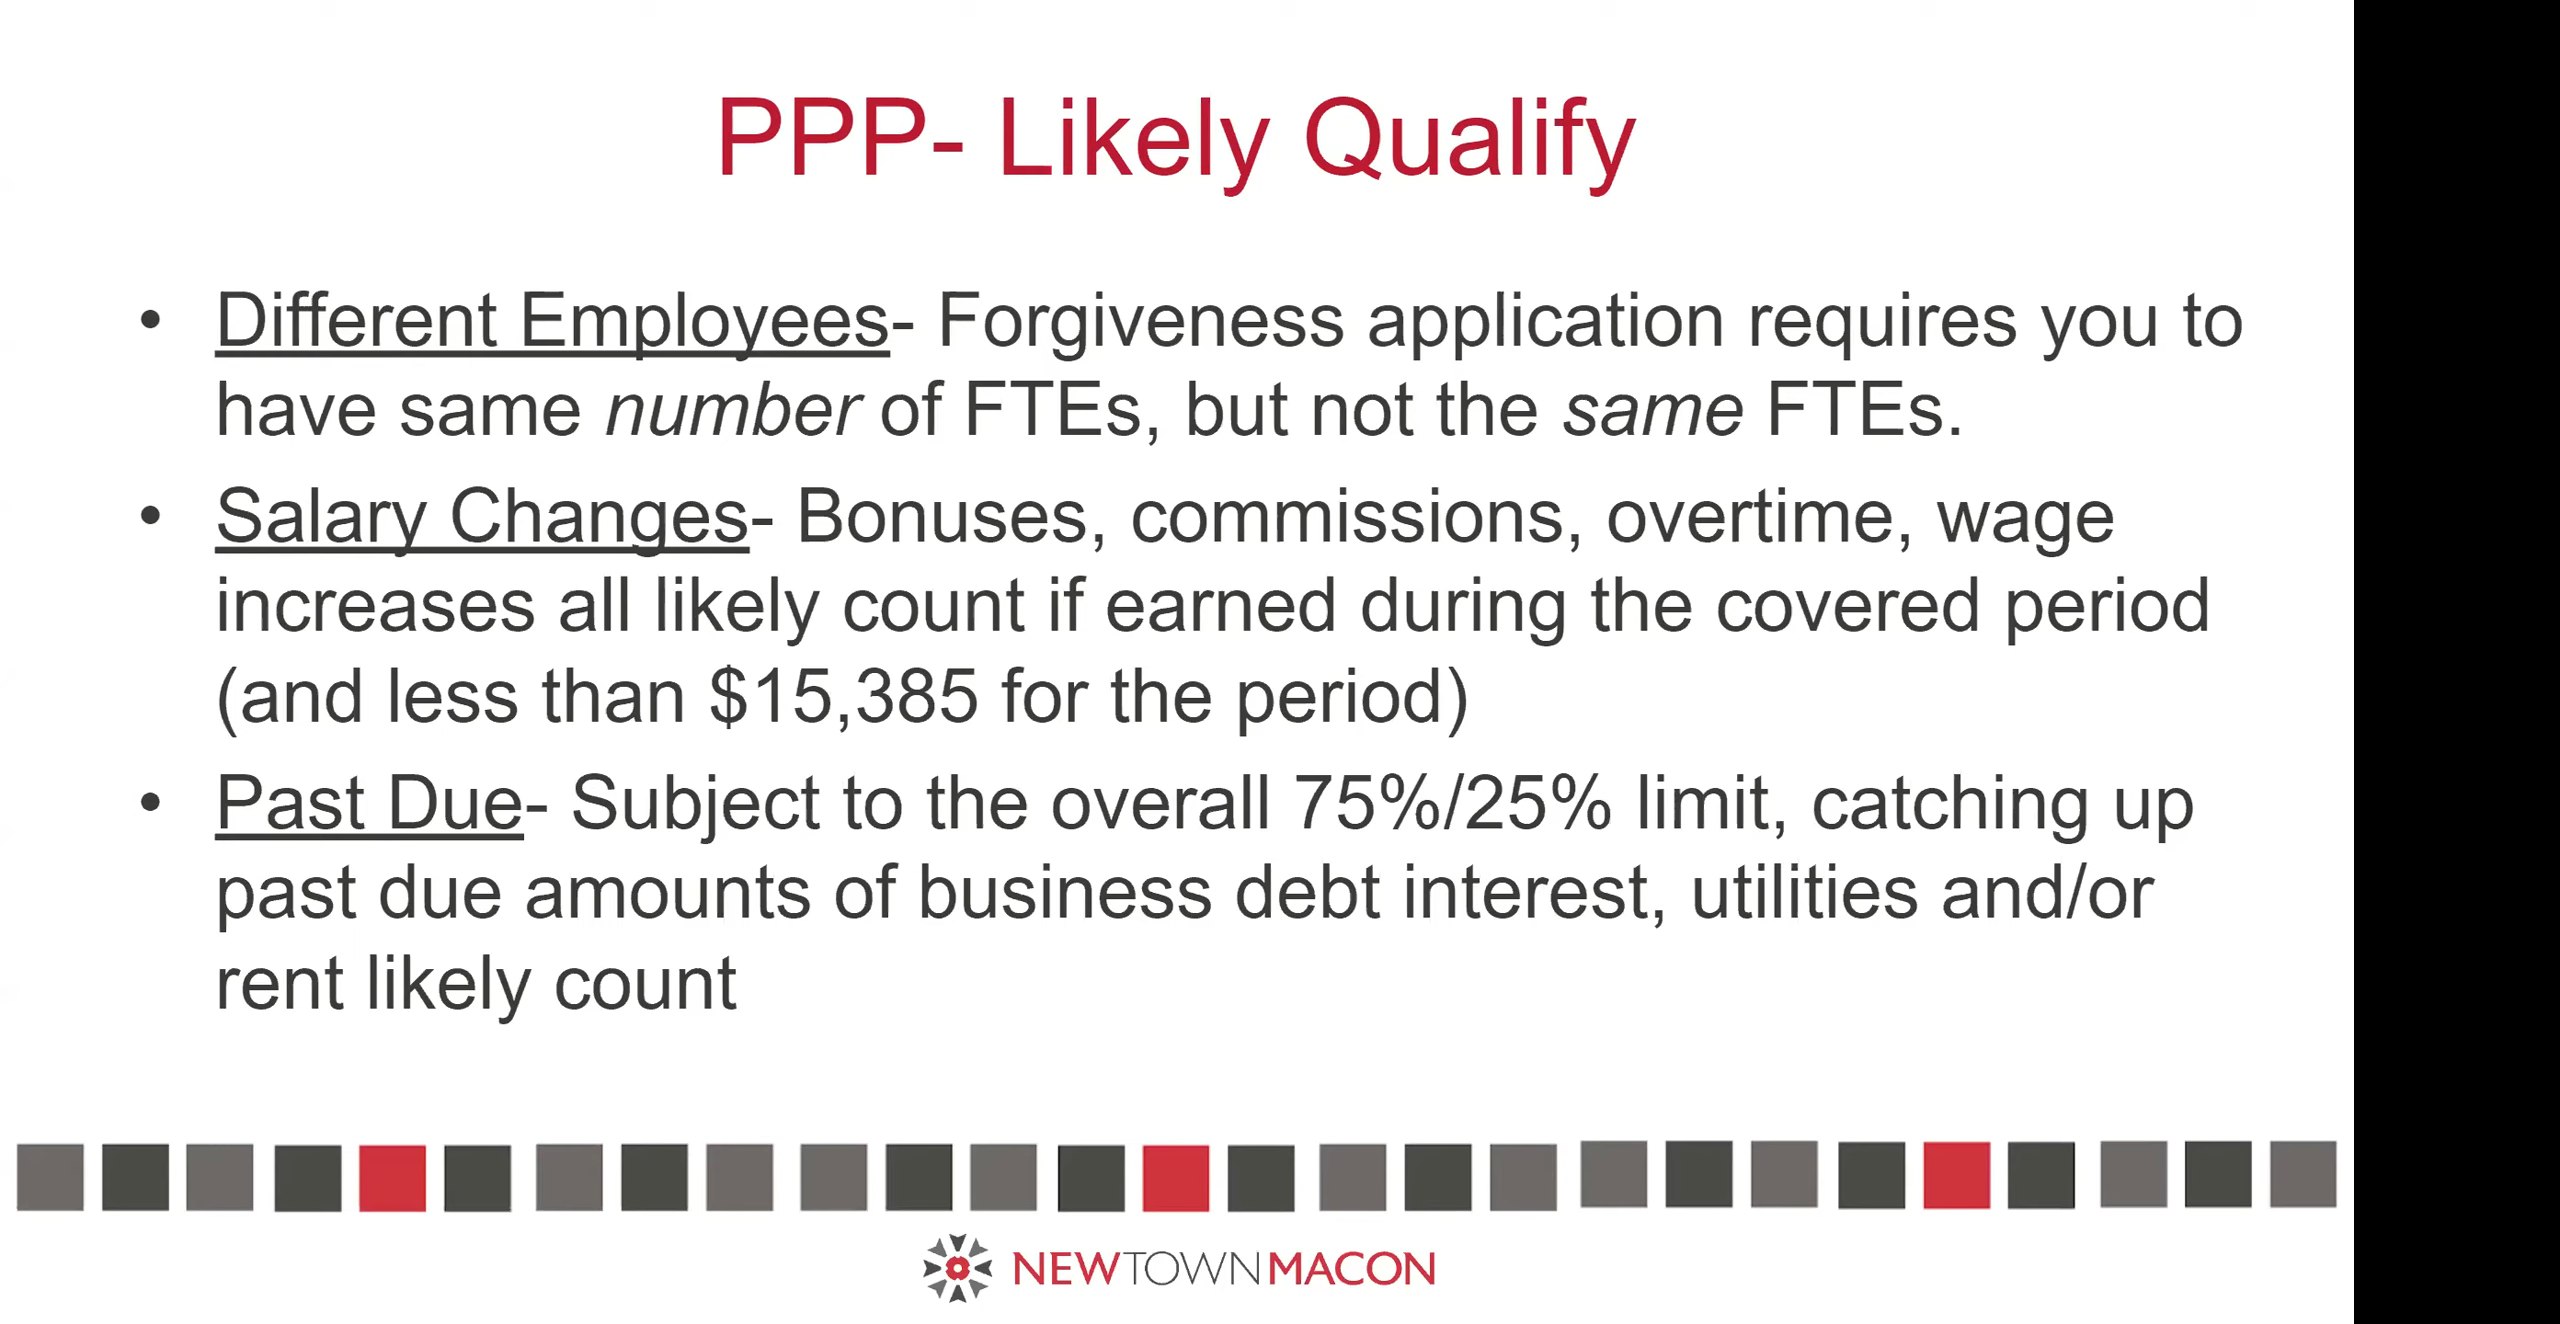 PPP- Likely Qualify
• Different Employees- Forgiveness application requires you to
have same number of FTEs, but not the same FTEs.
• Salary Changes- Bonuses, commissions, overtime, wage
increases all likely count if earned during the covered period
(and less than $15,385 for the period)
• Past Due- Subject to the overall 75%/25% limit, catching up
past due amounts of business debt interest, utilities and/or
rent likely count
NEWTOWNMACON